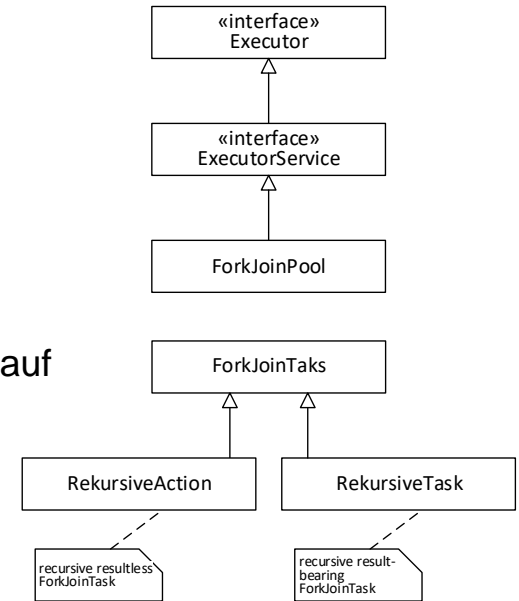 «interface»
Executor
«interface»
ExecutorService
ForkJoinPool
auf
ForkJoinTaks
RekursiveAction
RekursiveTask
recursive resultless
ForkJoinTask
recursive result-
bearing
ForkJoinTask